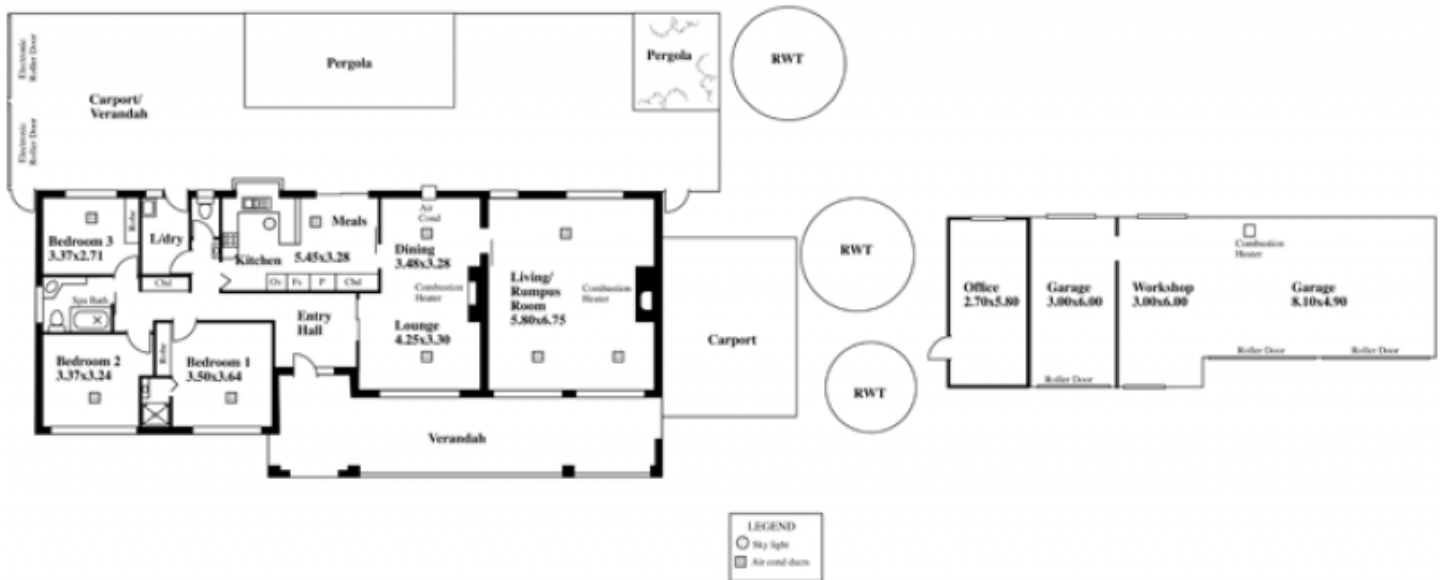 Electronic
Roller Door
Electronic
Roller Door
Carport/
Verandah
Pergola
Pergola
RWT
Bedroom 3
3.37x2.71
Robe
L/dry
Kitchen
Meals
5.45x3.28
Air
Cond
Dining
3.48x3.28
Combustion
Heater
Lounge
4.25x3.30
Living/
Rumpus
Room
5.80x6.75
Combustion
Heater
Spa Bath
Cbd
Ov
Fs
P
Cbd
Entry
Hall
Bedroom 2
3.37x3.24
Robe
Bedroom 1
3.50x3.64
Verandah
Carport
RWT
RWT
Office
2.70x5.80
Garage
3.00x6.00
Roller Door
Workshop
3.00x6.00
Combustion
Heater
Garage
8.10x4.90
Roller Door
Roller Door
LEGEND
Sky light
Air cond ducts